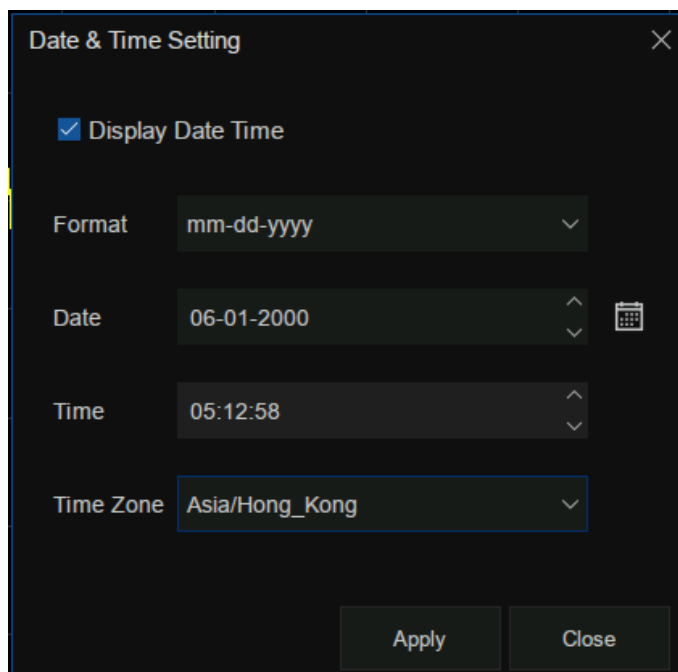 Date & Time Setting
Display Date Time
Format mm-dd-yyyy
Date 06-01-2000
Time 05:12:58
Time Zone Asia/Hong_Kong
Apply Close